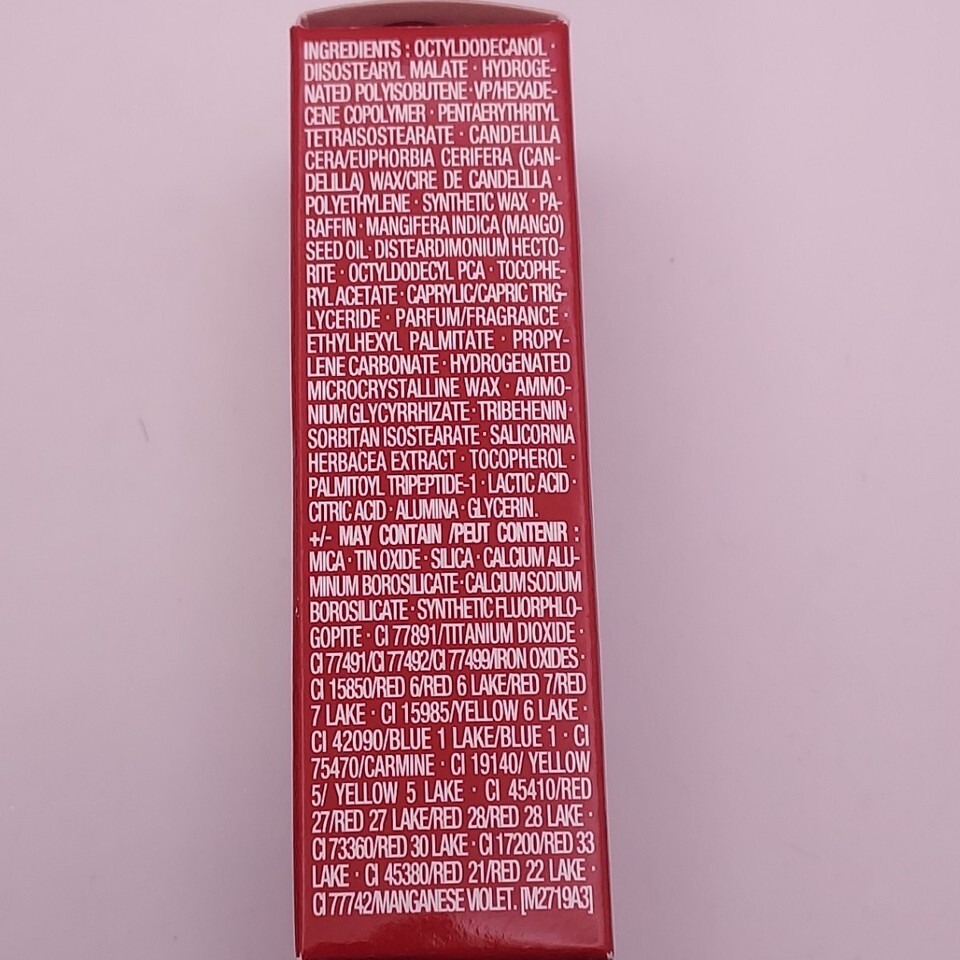 INGREDIENTS : OCTYLDODECANOL ·
DIISOSTEARYL MALATE · HYDROGE-
NATED POLYISOBUTENE · VP/HEXADE-
CENE COPOLYMER · PENTAERYTHRITYL
TETRAISOSTEARATE · CANDELILLA
CERA/EUPHORBIA CERIFERA (CAN-
DELILLA) WAX/CIRE DE CANDELILLA ·
POLYETHYLENE · SYNTHETIC WAX · PA-
RAFFIN · MANGIFERA INDICA (MANGO)
SEED OIL · DISTEARDIMONIUM HECTO-
RITE · OCTYLDODECYL PCA · TOCOPHE-
RYL ACETATE · CAPRYLIC/CAPRIC TRIG-
LYCERIDE · PARFUM/FRAGRANCE ·
ETHYLHEXYL PALMITATE · PROPY-
LENE CARBONATE · HYDROGENATED
MICROCRYSTALLINE WAX · AMMO-
NIUM GLYCYRRHIZATE · TRIBEHENIN ·
SORBITAN ISOSTEARATE · SALICORNIA
HERBACEA EXTRACT · TOCOPHEROL ·
PALMITOYL TRIPEPTIDE-1 · LACTIC ACID ·
CITRIC ACID · ALUMINA · GLYCERIN.
+/- MAY CONTAIN /PEUT CONTENIR :
MICA · TIN OXIDE · SILICA · CALCIUM ALU-
MINUM BOROSILICATE · CALCIUM SODIUM
BOROSILICATE · SYNTHETIC FLUORPHLO-
GOPITE · CI 77891/TITANIUM DIOXIDE ·
CI 77491/CI 77492/CI 77499/IRON OXIDES ·
CI 15850/RED 6/RED 6 LAKE/RED 7/RED
7 LAKE · CI 15985/YELLOW 6 LAKE ·
CI 42090/BLUE 1 LAKE/BLUE 1 · CI
75470/CARMINE · CI 19140/ YELLOW
5/ YELLOW 5 LAKE · CI 45410/RED
27/RED 27 LAKE/RED 28/RED 28 LAKE ·
CI 73360/RED 30 LAKE · CI 17200/RED 33
LAKE · CI 45380/RED 21/RED 22 LAKE ·
CI 77742/MANGANESE VIOLET. [M2719A3]